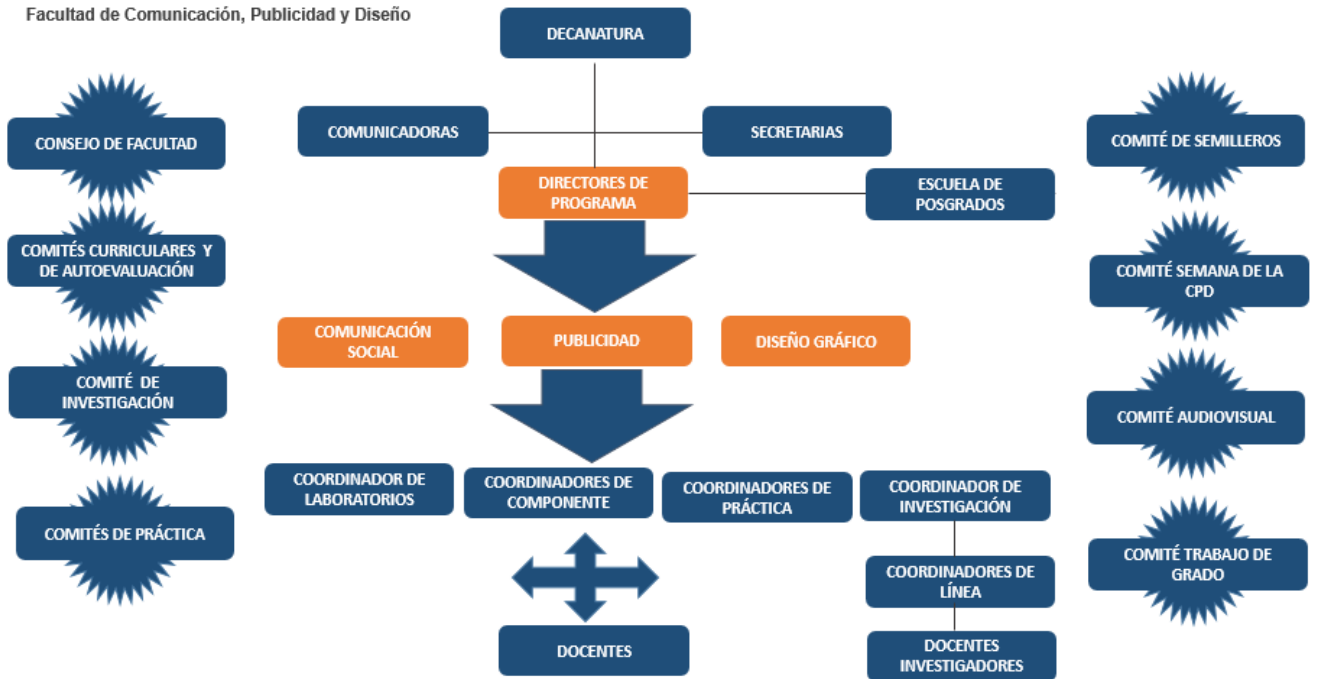 Facultad de Comunicación, Publicidad y Diseño
DECANATURA
COMUNICADORAS
SECRETARIAS
DIRECTORES DE
PROGRAMA
ESCUELA DE
POSGRADOS
COMUNICACIÓN
SOCIAL
PUBLICIDAD
DISEÑO GRÁFICO
COORDINADOR DE
LABORATORIOS
COORDINADORES DE
COMPONENTE
COORDINADORES DE
PRÁCTICA
COORDINADOR DE
INVESTIGACIÓN
COORDINADORES DE
LÍNEA
DOCENTES
DOCENTES
INVESTIGADORES
CONSEJO DE FACULTAD
COMITÉS CURRICULARES Y
DE AUTOEVALUACIÓN
COMITÉ DE
INVESTIGACIÓN
COMITÉS DE PRÁCTICA
COMITÉ DE SEMILLEROS
COMITÉ SEMANA DE LA
CPD
COMITÉ AUDIOVISUAL
COMITÉ TRABAJO DE
GRADO